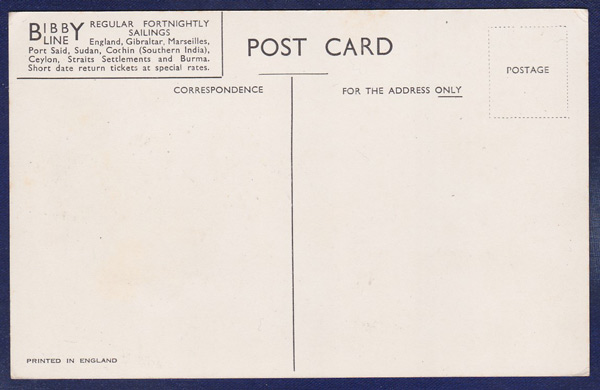 BIBBY LINE
REGULAR FORTNIGHTLY
SAILINGS
England, Gibraltar, Marseilles,
Port Said, Sudan, Cochin (Southern India),
Ceylon, Straits Settlements and Burma.
Short date return tickets at special rates.
POST CARD
POSTAGE
CORRESPONDENCE
FOR THE ADDRESS ONLY
PRINTED IN ENGLAND